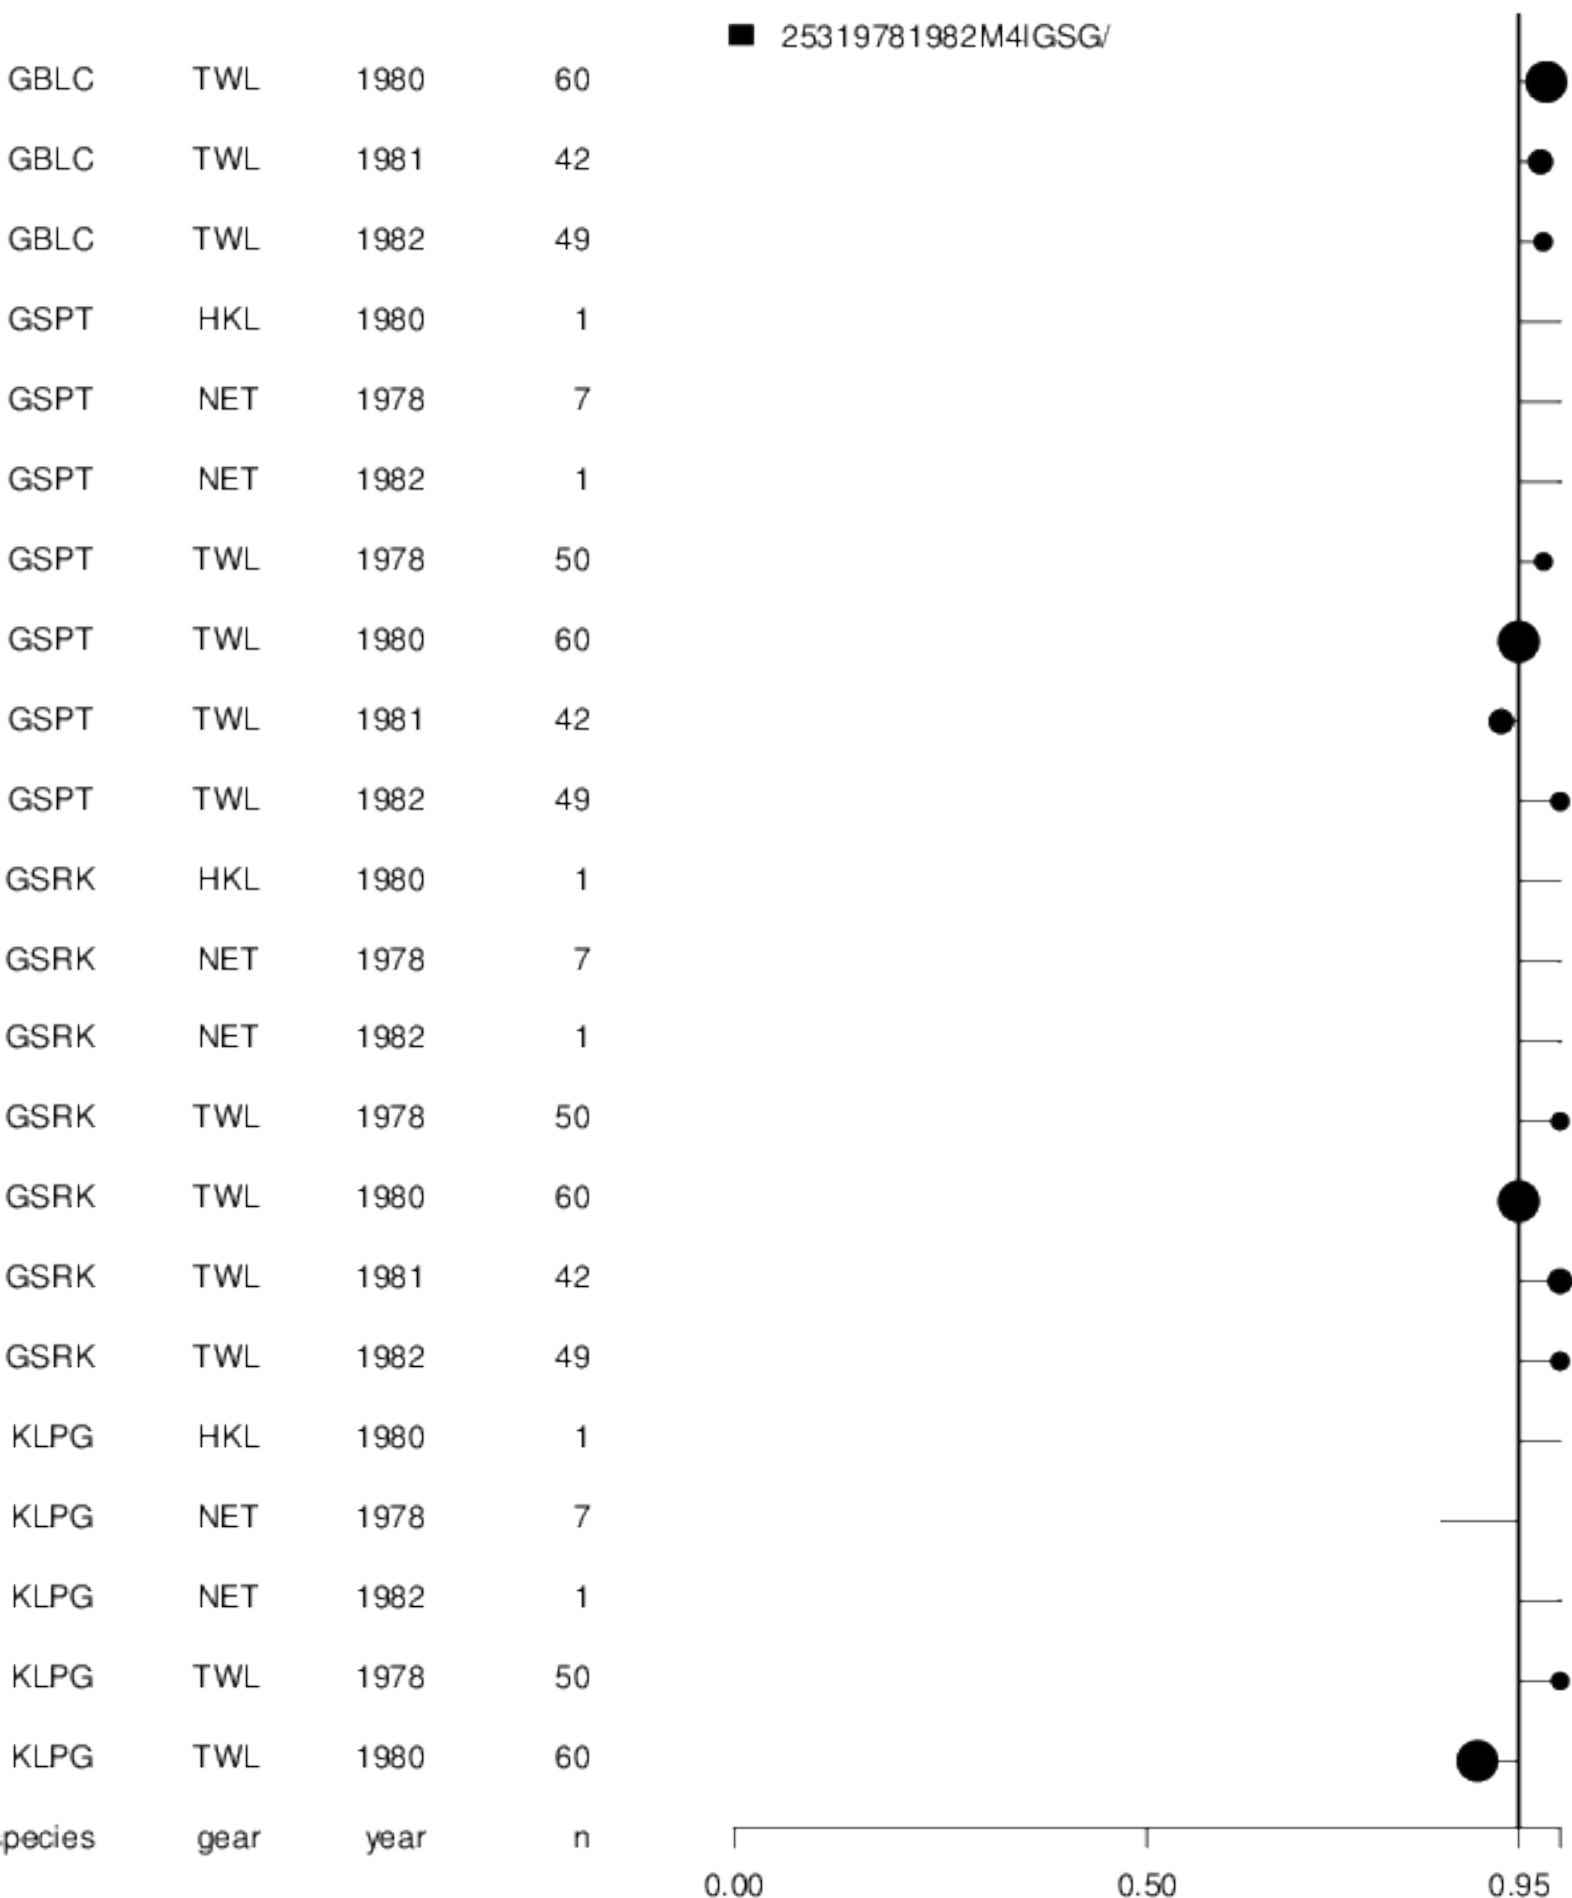 25319781982M4IGSG/
GBLC TWL 1980 60
GBLC TWL 1981 42
GBLC TWL 1982 49
GSPT HKL 1980 1
GSPT NET 1978 7
GSPT NET 1982 1
GSPT TWL 1978 50
GSPT TWL 1980 60
GSPT TWL 1981 42
GSPT TWL 1982 49
GSRK HKL 1980 1
GSRK NET 1978 7
GSRK NET 1982 1
GSRK TWL 1978 50
GSRK TWL 1980 60
GSRK TWL 1981 42
GSRK TWL 1982 49
KLPG HKL 1980 1
KLPG NET 1978 7
KLPG NET 1982 1
KLPG TWL 1978 50
KLPG TWL 1980 60
pecies gear year n
0.00 0.50 0.95